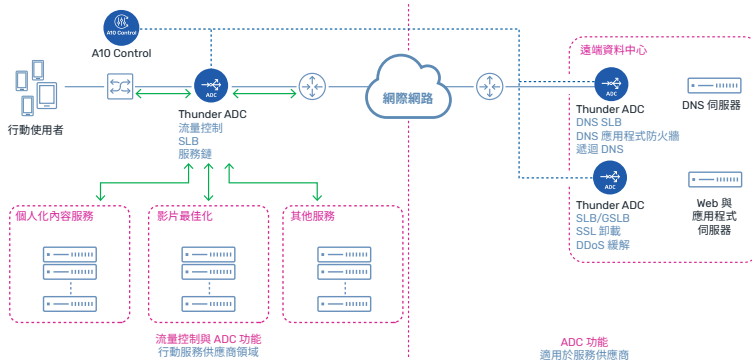 A10 Control
A10 Control
行動使用者
ADC
Thunder ADC
流量控制
SLB
服務鏈
個人化內容服務
影片最佳化
其他服務
流量控制與 ADC 功能
行動服務供應商領域
網際網路
遠端資料中心
ADC
Thunder ADC
DNS SLB
DNS 應用程式防火牆
遞迴 DNS
DNS 伺服器
ADC
Thunder ADC
SLB/GSLB
SSL 卸載
DDoS 緩解
Web 與
應用程式
伺服器
ADC 功能
適用於服務供應商